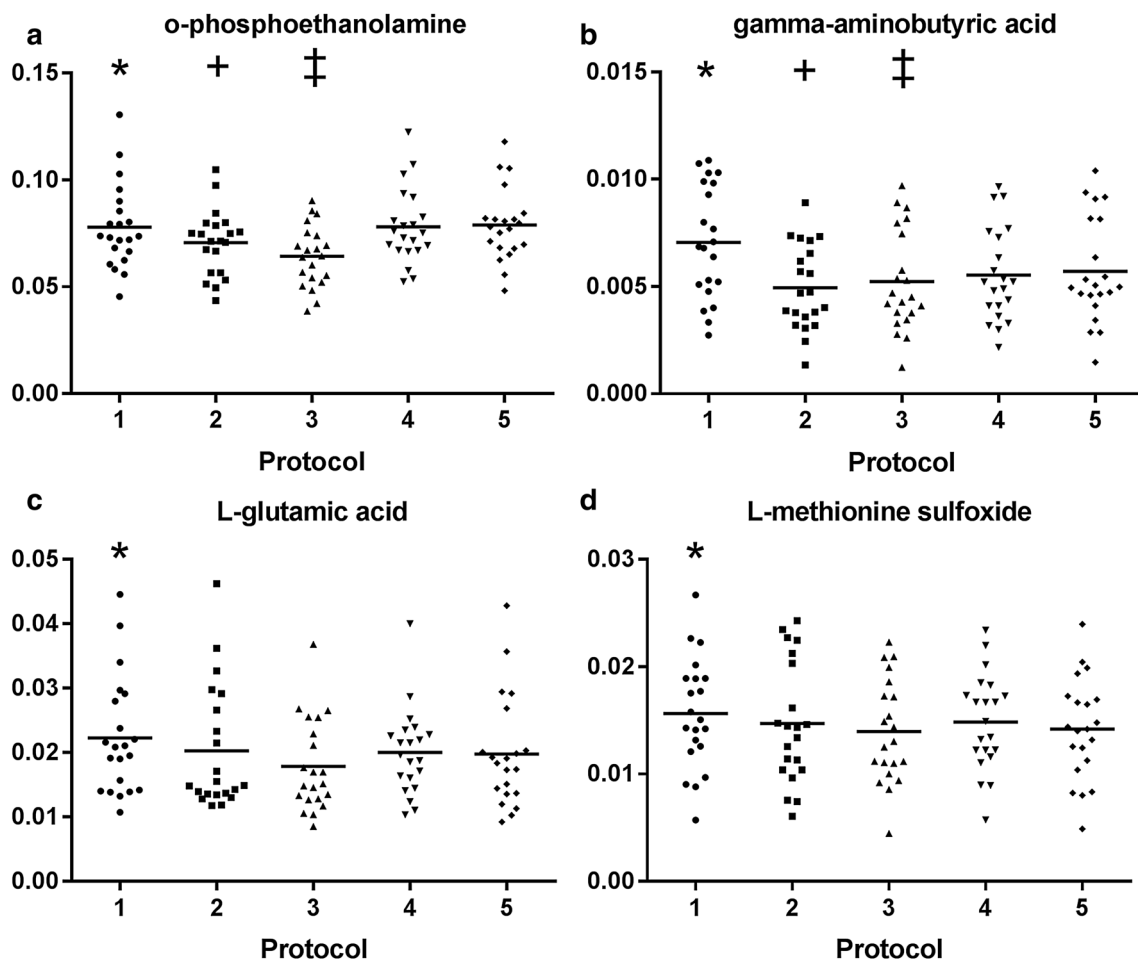 a o-phosphoethanolamine
* + ‡
0.15
0.10
0.05
0.00
1 2 3 4 5
Protocol
b gamma-aminobutyric acid
* + ‡
0.015
0.010
0.005
0.000
1 2 3 4 5
Protocol
c L-glutamic acid
*
0.05
0.04
0.03
0.02
0.01
0.00
1 2 3 4 5
Protocol
d L-methionine sulfoxide
*
0.03
0.02
0.01
0.00
1 2 3 4 5
Protocol